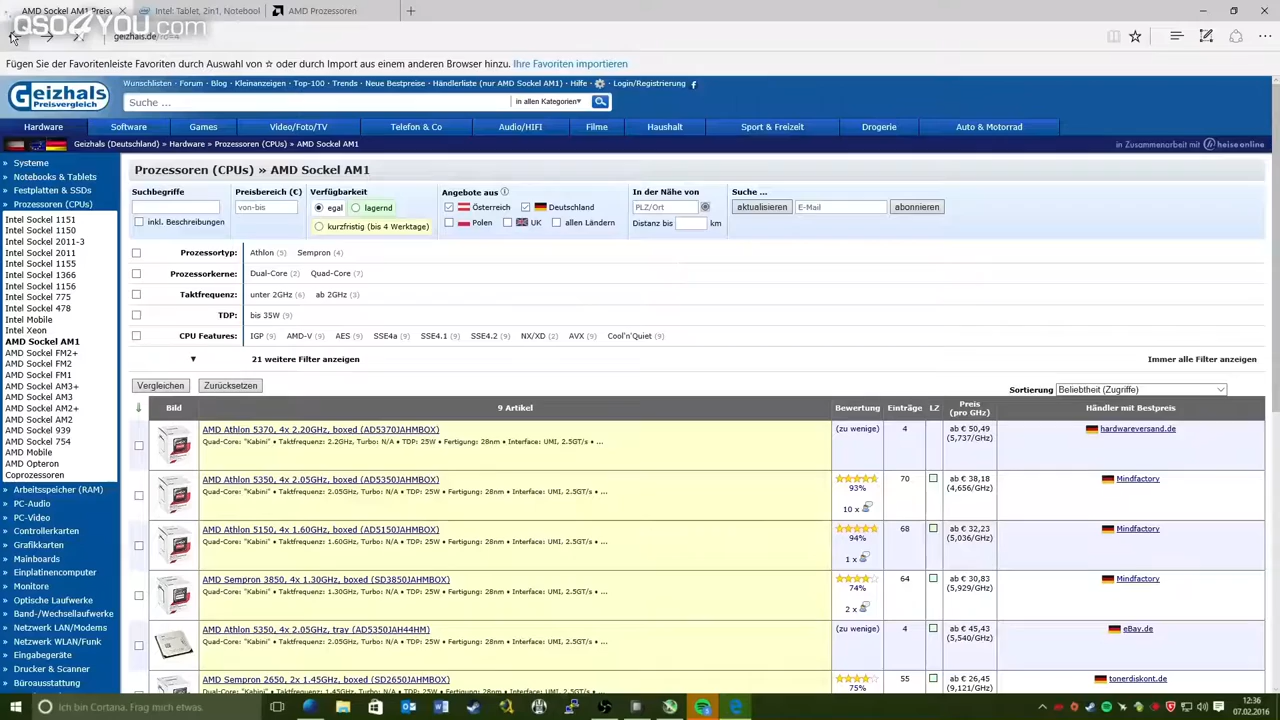 AMD Sockel AM1 Preisv
Intel: Tablet, 2in1, Notebool
AMD Prozessoren
QSO4YOU.com
geizhals.de/
Fügen Sie der Favoritenleiste Favoriten durch Auswahl von ☆ oder durch Import aus einem anderen Browser hinzu. Ihre Favoriten importieren
Geizhals
Preisvergleich
Wunschlisten · Forum · Blog · Kleinanzeigen · Top-100 · Trends · Neue Bestpreise · Händlerliste (nur AMD Sockel AM1) · Hilfe · Login/Registrierung
Suche ... in allen Kategorien
Hardware Software Games Video/Foto/TV Telefon & Co Audio/HIFI Filme Haushalt Sport & Freizeit Drogerie Auto & Motorrad
Geizhals (Deutschland) » Hardware » Prozessoren (CPUs) » AMD Sockel AM1
in Zusammenarbeit mit heise online
» Systeme
» Notebooks & Tablets
» Festplatten & SSDs
» Prozessoren (CPUs)
Intel Sockel 1151
Intel Sockel 1150
Intel Sockel 2011-3
Intel Sockel 2011
Intel Sockel 1155
Intel Sockel 1366
Intel Sockel 1156
Intel Sockel 775
Intel Sockel 478
Intel Mobile
Intel Xeon
AMD Sockel AM1
AMD Sockel FM2+
AMD Sockel FM2
AMD Sockel FM1
AMD Sockel AM3+
AMD Sockel AM3
AMD Sockel AM2+
AMD Sockel AM2
AMD Sockel 939
AMD Sockel 754
AMD Mobile
AMD Opteron
Coprozessoren
» Arbeitsspeicher (RAM)
» PC-Audio
» PC-Video
» Controllerkarten
» Grafikkarten
» Mainboards
» Einplatinencomputer
» Monitore
» Optische Laufwerke
» Band-/Wechsellaufwerke
» Netzwerk LAN/Modems
» Netzwerk WLAN/Funk
» Eingabegeräte
» Drucker & Scanner
» Büroausstattung
Prozessoren (CPUs) » AMD Sockel AM1
Suchbegriffe Preisbereich (€) Verfügbarkeit Angebote aus In der Nähe von Suche ...
von-bis egal lagernd Österreich Deutschland PLZ/Ort aktualisieren E-Mail abonnieren
inkl. Beschreibungen kurzfristig (bis 4 Werktage) Polen UK allen Ländern Distanz bis km
Prozessortyp: Athlon (5) Sempron (4)
Prozessorkerne: Dual-Core (2) Quad-Core (7)
Taktfrequenz: unter 2GHz (6) ab 2GHz (3)
TDP: bis 35W (9)
CPU Features: IGP (9) AMD-V (9) AES (9) SSE4a (9) SSE4.1 (9) SSE4.2 (9) NX/XD (2) AVX (9) Cool'n'Quiet (9)
▼ 21 weitere Filter anzeigen Immer alle Filter anzeigen
Vergleichen Zurücksetzen Sortierung Beliebtheit (Zugriffe)
Bild 9 Artikel Bewertung Einträge LZ Preis (pro GHz) Händler mit Bestpreis
AMD Athlon 5370, 4x 2.20GHz, boxed (AD5370JAHMBOX) (zu wenige) 4 ab € 50,49 hardwareversand.de
Quad-Core: "Kabini" • Taktfrequenz: 2.2GHz, Turbo: N/A • TDP: 25W • Fertigung: 28nm • Interface: UMI, 2.5GT/s • ... (5,737/GHz)
AMD Athlon 5350, 4x 2.05GHz, boxed (AD5350JAHMBOX) 70 ab € 38,18 Mindfactory
Quad-Core: "Kabini" • Taktfrequenz: 2.05GHz, Turbo: N/A • TDP: 25W • Fertigung: 28nm • Interface: UMI, 2.5GT/s • ... 93% (4,656/GHz)
10 x
AMD Athlon 5150, 4x 1.60GHz, boxed (AD5150JAHMBOX) 68 ab € 32,23 Mindfactory
Quad-Core: "Kabini" • Taktfrequenz: 1.60GHz, Turbo: N/A • TDP: 25W • Fertigung: 28nm • Interface: UMI, 2.5GT/s • ... 94% (5,036/GHz)
1 x
AMD Sempron 3850, 4x 1.30GHz, boxed (SD3850JAHMBOX) 64 ab € 30,83 Mindfactory
Quad-Core: "Kabini" • Taktfrequenz: 1.30GHz, Turbo: N/A • TDP: 25W • Fertigung: 28nm • Interface: UMI, 2.5GT/s • ... 74% (5,929/GHz)
2 x
AMD Athlon 5350, 4x 2.05GHz, tray (AD5350JAH44HM) (zu wenige) 4 ab € 45,43 eBay.de
Quad-Core: "Kabini" • Taktfrequenz: 2.05GHz, Turbo: N/A • TDP: 25W • Fertigung: 28nm • Interface: UMI, 2.5GT/s • ... (5,540/GHz)
AMD Sempron 2650, 2x 1.45GHz, boxed (SD2650JAHMBOX) 55 ab € 26,45 tonerdiskont.de
Dual-Core: "Kabini" • Taktfrequenz: 1.45GHz, Turbo: N/A • TDP: 25W • Fertigung: 28nm • Interface: UMI, 2.5GT/s • ... 75% (9,121/GHz)
Ich bin Cortana. Frag mich etwas.
12:36
07.02.2016